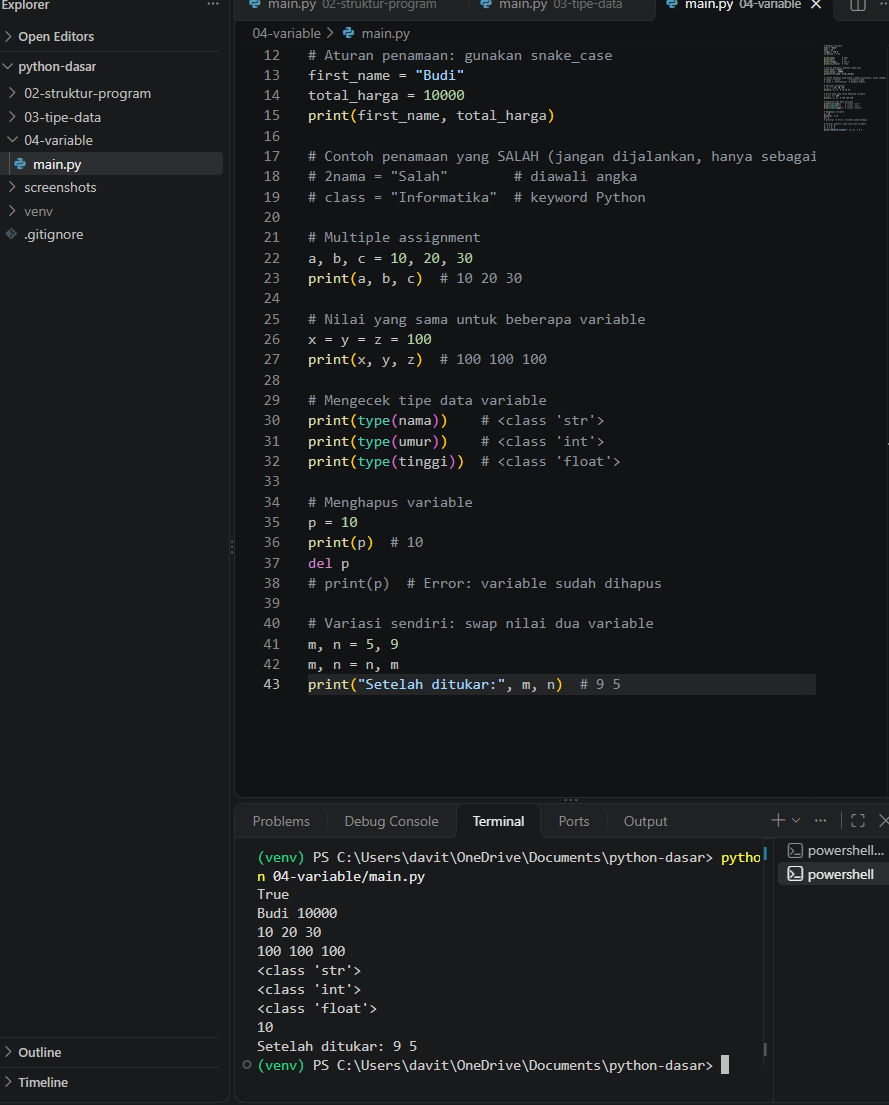 Explorer
main.py 02-struktur-program
main.py 03-tipe-data
main.py 04-variable
Open Editors
python-dasar
02-struktur-program
03-tipe-data
04-variable
main.py
screenshots
venv
.gitignore
Outline
Timeline
04-variable > main.py
12 # Aturan penamaan: gunakan snake_case
13 first_name = "Budi"
14 total_harga = 10000
15 print(first_name, total_harga)
16
17 # Contoh penamaan yang SALAH (jangan dijalankan, hanya sebagai
18 # 2nama = "Salah"        # diawali angka
19 # class = "Informatika"  # keyword Python
20
21 # Multiple assignment
22 a, b, c = 10, 20, 30
23 print(a, b, c)  # 10 20 30
24
25 # Nilai yang sama untuk beberapa variable
26 x = y = z = 100
27 print(x, y, z)  # 100 100 100
28
29 # Mengecek tipe data variable
30 print(type(nama))    # <class 'str'>
31 print(type(umur))    # <class 'int'>
32 print(type(tinggi))  # <class 'float'>
33
34 # Menghapus variable
35 p = 10
36 print(p)  # 10
37 del p
38 # print(p)  # Error: variable sudah dihapus
39
40 # Variasi sendiri: swap nilai dua variable
41 m, n = 5, 9
42 m, n = n, m
43 print("Setelah ditukar:", m, n)  # 9 5
Problems
Debug Console
Terminal
Ports
Output
(venv) PS C:\Users\davit\OneDrive\Documents\python-dasar> pytho
n 04-variable/main.py
True
Budi 10000
10 20 30
100 100 100
<class 'str'>
<class 'int'>
<class 'float'>
10
Setelah ditukar: 9 5
(venv) PS C:\Users\davit\OneDrive\Documents\python-dasar>
powershell...
powershell